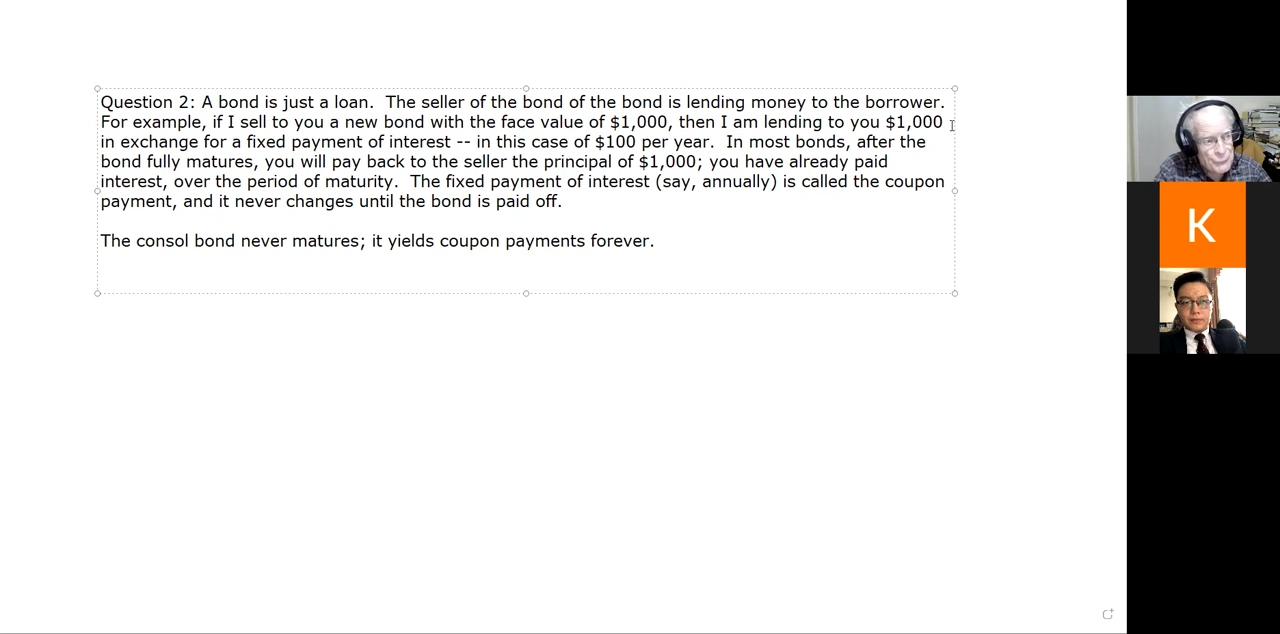 Question 2: A bond is just a loan.  The seller of the bond of the bond is lending money to the borrower.
For example, if I sell to you a new bond with the face value of $1,000, then I am lending to you $1,000
in exchange for a fixed payment of interest -- in this case of $100 per year.  In most bonds, after the
bond fully matures, you will pay back to the seller the principal of $1,000; you have already paid
interest, over the period of maturity.  The fixed payment of interest (say, annually) is called the coupon
payment, and it never changes until the bond is paid off.
The consol bond never matures; it yields coupon payments forever.
K